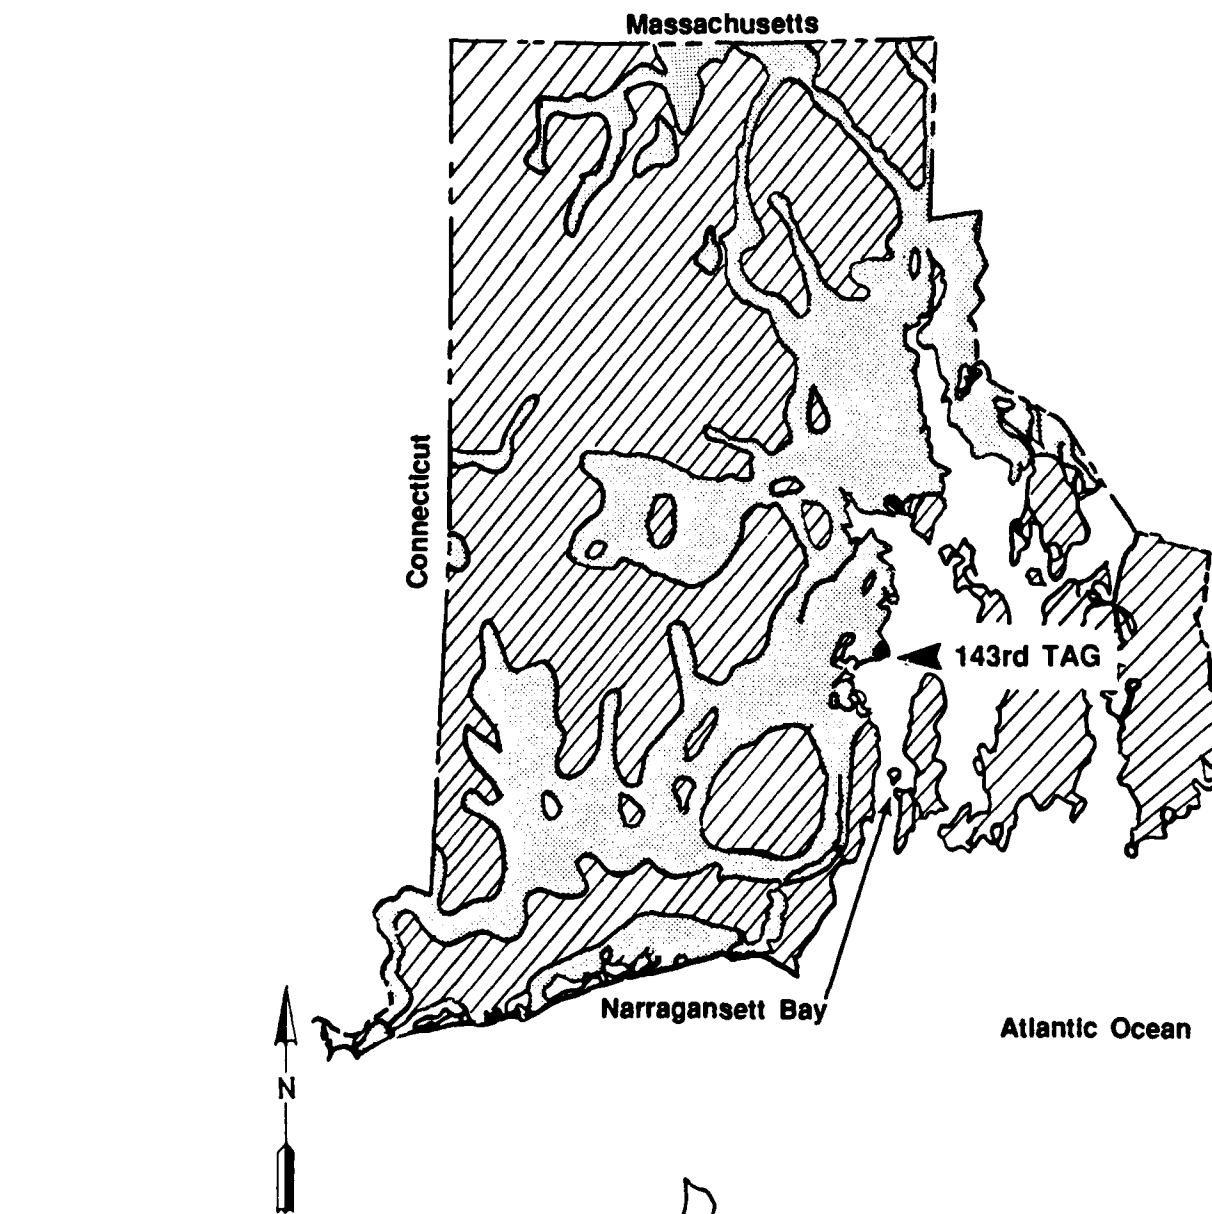 Massachusetts
Connecticut
143rd TAG
Narragansett Bay
Atlantic Ocean
N